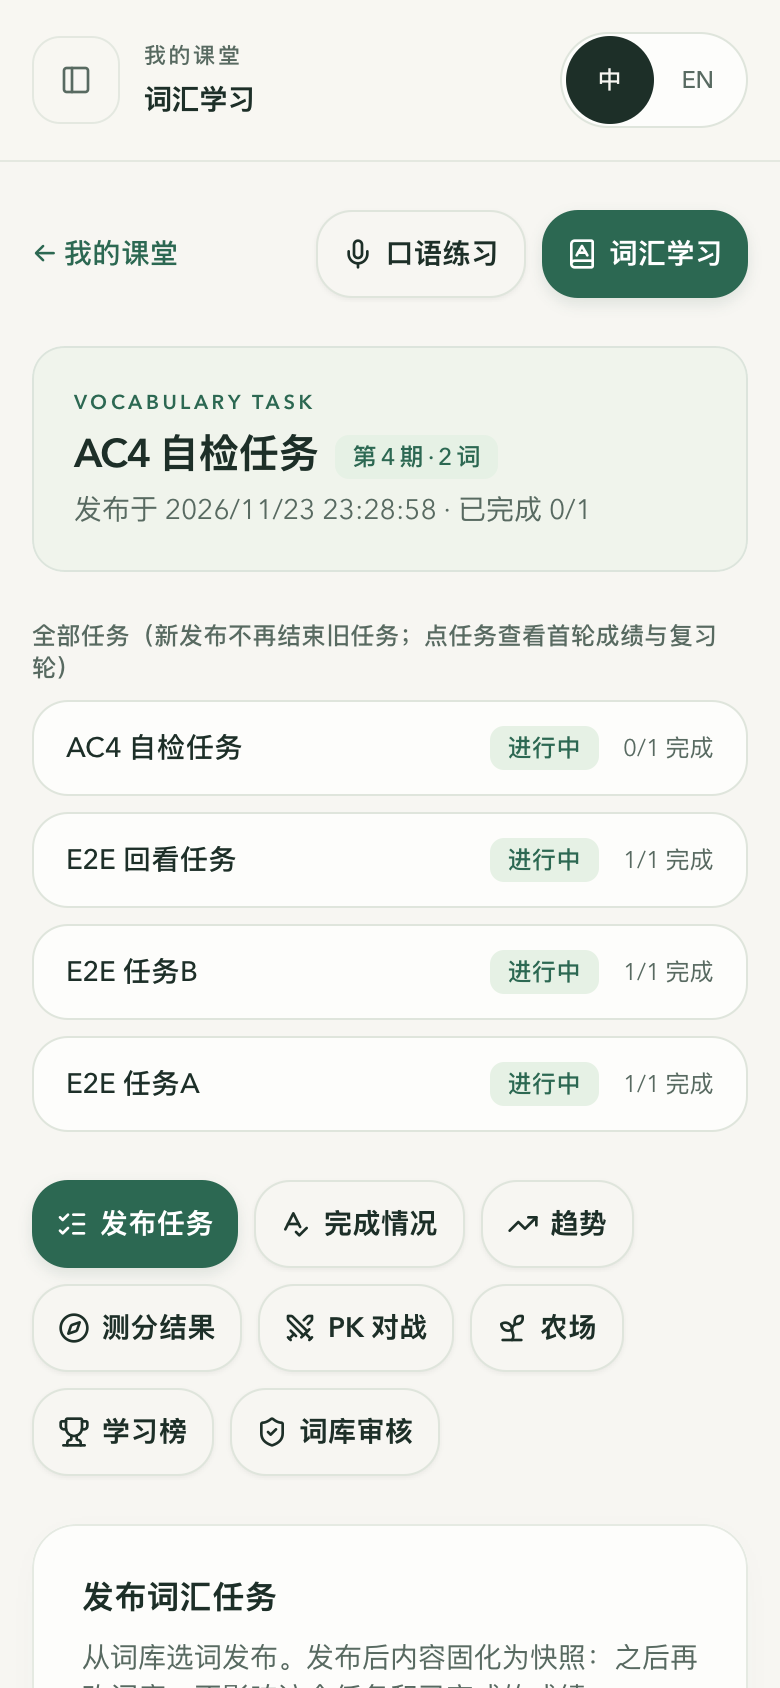 我的课堂
词汇学习
中
EN
← 我的课堂
口语练习
词汇学习
VOCABULARY TASK
AC4 自检任务
第 4 期 · 2 词
发布于 2026/11/23 23:28:58 · 已完成 0/1
全部任务（新发布不再结束旧任务；点任务查看首轮成绩与复习
轮）
AC4 自检任务 进行中 0/1 完成
E2E 回看任务 进行中 1/1 完成
E2E 任务B 进行中 1/1 完成
E2E 任务A 进行中 1/1 完成
发布任务
完成情况
趋势
测分结果
PK 对战
农场
学习榜
词库审核
发布词汇任务
从词库选词发布。发布后内容固化为快照：之后再